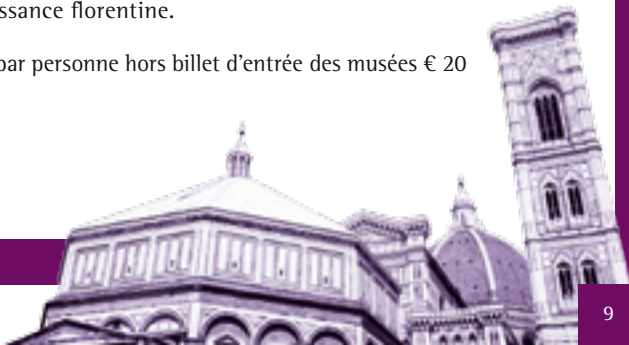 ssance florentine.
par personne hors billet d'entrée des musées € 20
9